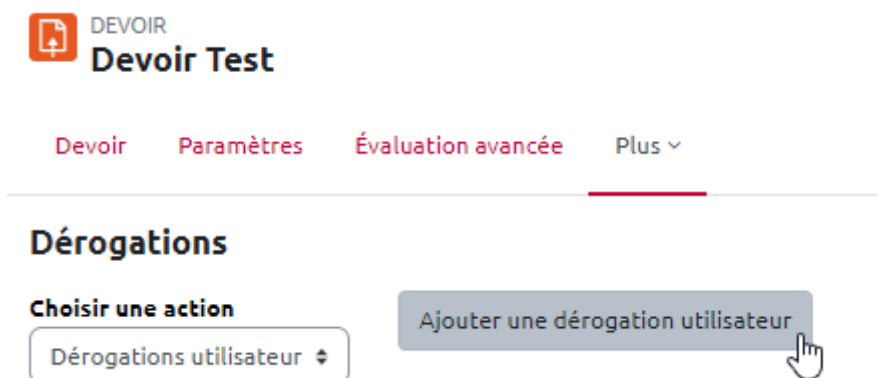 DEVOIR
Devoir Test
Devoir Paramètres Évaluation avancée Plus
Dérogations
Choisir une action
Ajouter une dérogation utilisateur
Dérogations utilisateur